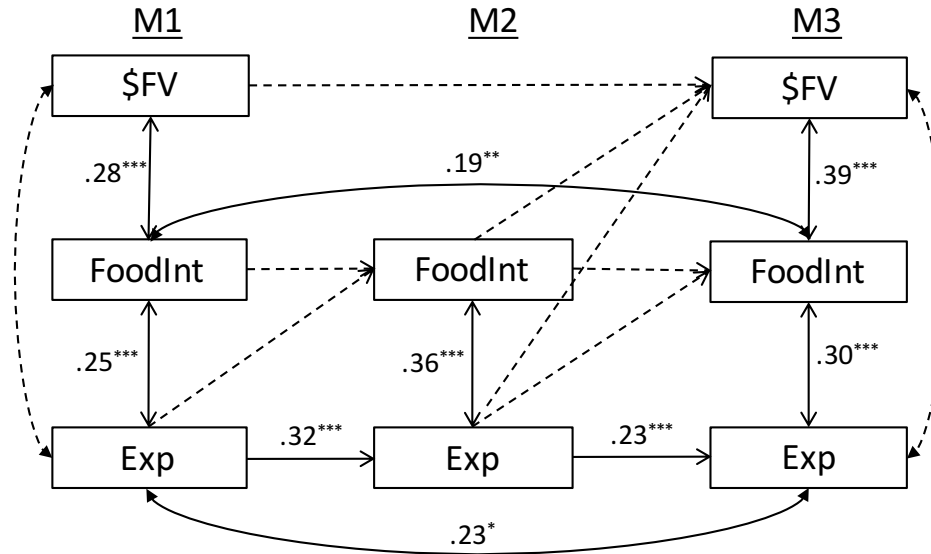 M1 M2 M3
$FV $FV
.28*** .19** .39***
FoodInt FoodInt FoodInt
.25*** .36*** .30***
.32*** .23***
Exp Exp Exp
.23*